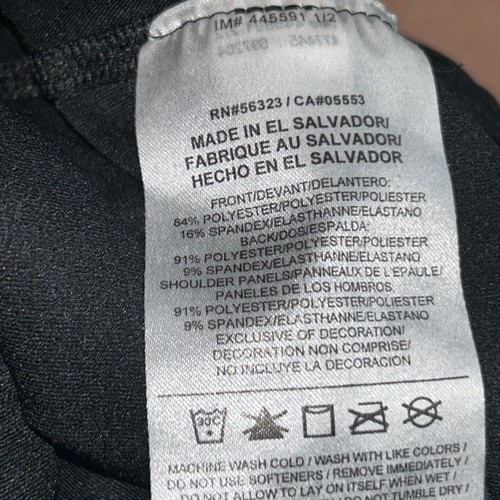 IM# 445591 1/2
RN#56323 / CA#05553
MADE IN EL SALVADOR/
FABRIQUE AU SALVADOR/
HECHO EN EL SALVADOR
FRONT/DEVANT/DELANTERO:
84% POLYESTER/POLYESTER/POLIESTER
16% SPANDEX/ELASTHANNE/ELASTANO
BACK/DOS/ESPALDA:
91% POLYESTER/POLYESTER/POLIESTER
9% SPANDEX/ELASTHANNE/ELASTANO
SHOULDER PANELS/PANNEAUX DE L'EPAULE/
PANELES DE LOS HOMBROS:
91% POLYESTER/POLYESTER/POLIESTER
9% SPANDEX/ELASTHANNE/ELASTANO
EXCLUSIVE OF DECORATION/
DECORATION NON COMPRISE/
NO INCLUYE LA DECORACION
30C
MACHINE WASH COLD / WASH WITH LIKE COLORS /
DO NOT USE SOFTENERS / REMOVE IMMEDIATELY /
DO NOT ALLOW TO LAY ON ITSELF WHEN WET /
DO NOT TUMBLE DRY /